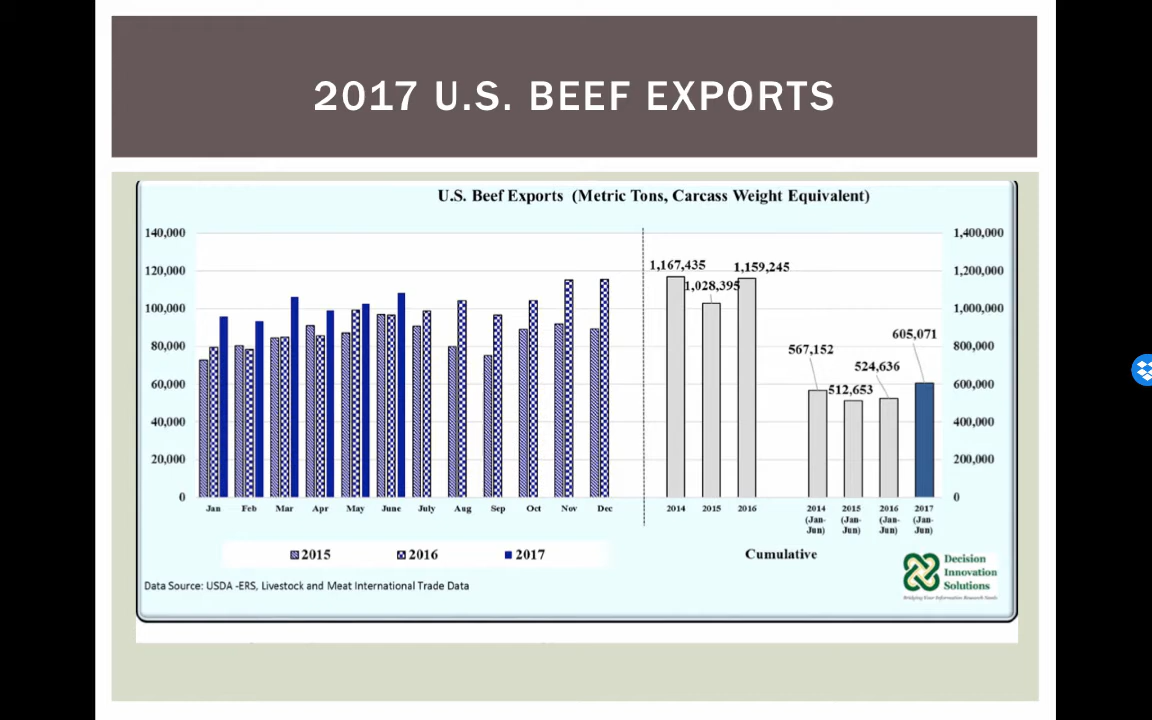 2017 U.S. BEEF EXPORTS
U.S. Beef Exports (Metric Tons, Carcass Weight Equivalent)
140,000
120,000
100,000
80,000
60,000
40,000
20,000
0
Jan Feb Mar Apr May June July Aug Sep Oct Nov Dec
2015 2016 2017
1,167,435
1,028,395
1,159,245
567,152
512,653
524,636
605,071
1,400,000
1,200,000
1,000,000
800,000
600,000
400,000
200,000
0
2014 2015 2016
2014 (Jan-Jun)
2015 (Jan-Jun)
2016 (Jan-Jun)
2017 (Jan-Jun)
Cumulative
Data Source: USDA -ERS, Livestock and Meat International Trade Data
Decision
Innovation
Solutions
Bridging Your Information Research Needs